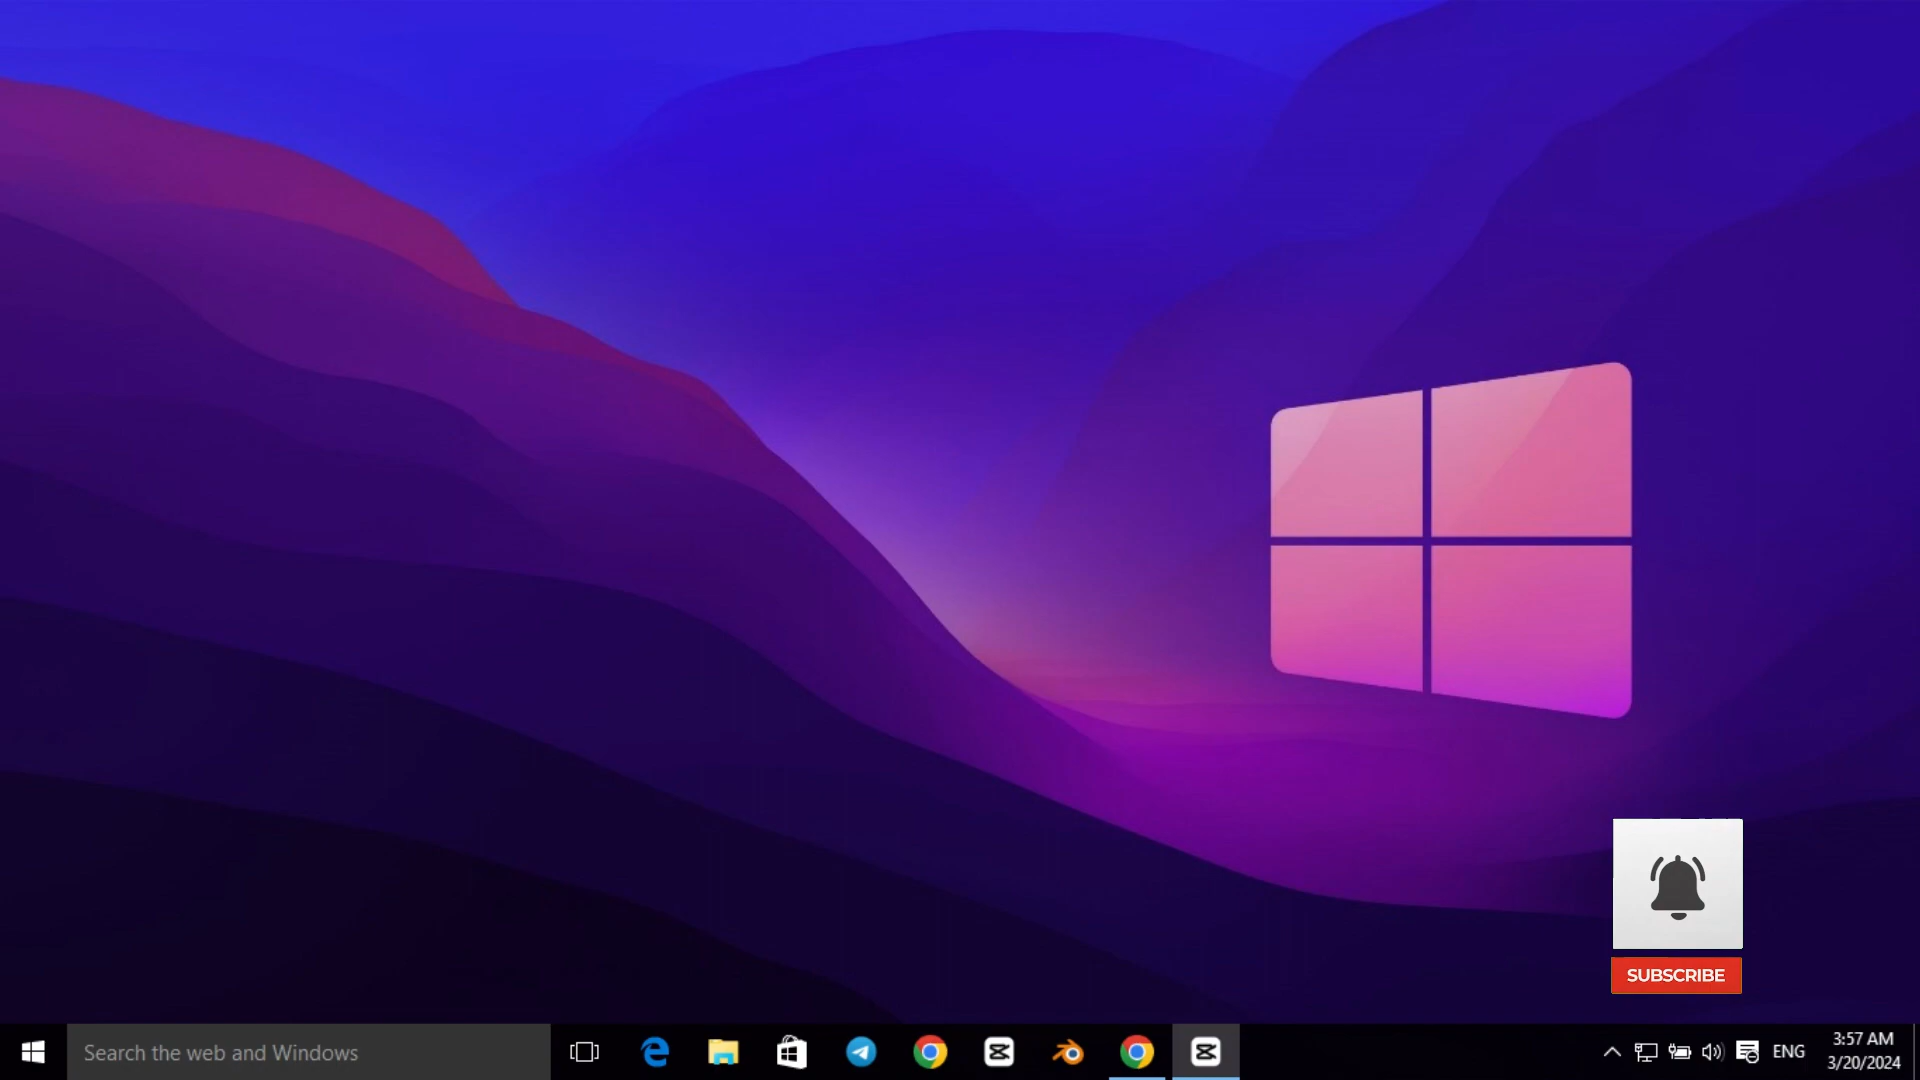 SUBSCRIBE
Search the web and Windows
ENG
3:57 AM
3/20/2024